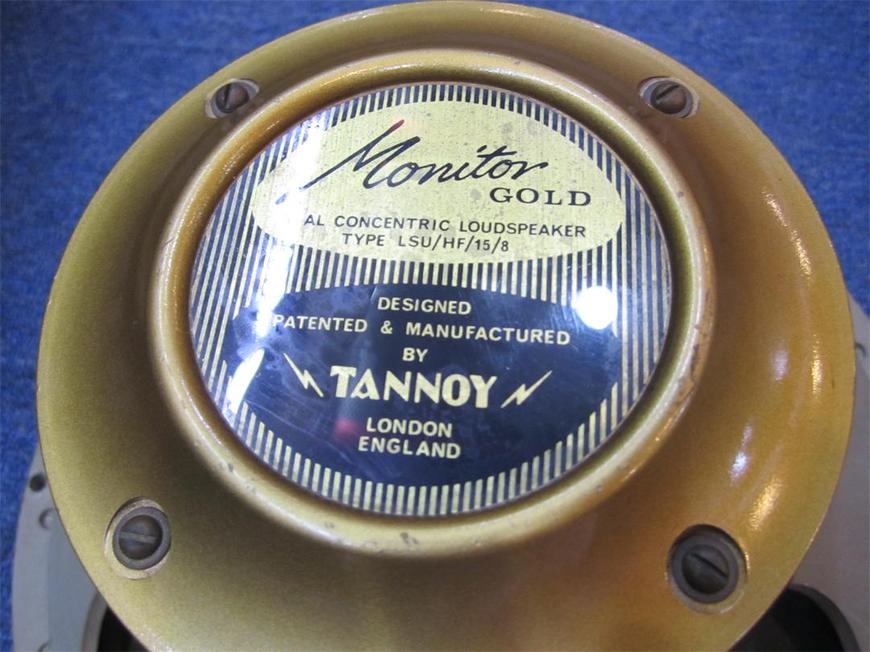 Monitor
GOLD
AL CONCENTRIC LOUDSPEAKER
TYPE LSU/HF/15/8
DESIGNED
PATENTED & MANUFACTURED
BY
TANNOY
LONDON
ENGLAND